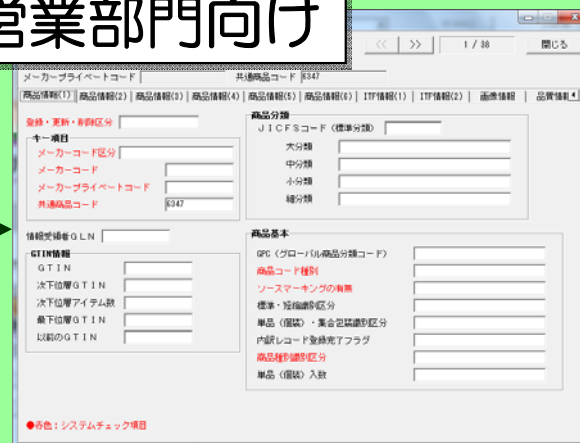 営業部門向け
<< >> 1 / 38 閉じる
メーカープライベートコード 共通商品コード 6347
商品情報(1) 商品情報(2) 商品情報(3) 商品情報(4) 商品情報(5) 商品情報(6) ITF情報(1) ITF情報(2) 画像情報 品質情報
登録・更新・削除区分
キー項目
メーカーコード区分
メーカーコード
メーカープライベートコード
共通商品コード 6347
情報受領者GLN
GTIN情報
GTIN
次下位層GTIN
次下位層アイテム数
最下位層GTIN
以前のGTIN
商品分類
JICFSコード（標準分類）
大分類
中分類
小分類
細分類
商品基本
GPC（グローバル商品分類コード）
商品コード種別
ソースマーキングの有無
標準・短縮識別区分
単品（個装）・集合包装識別区分
内訳レコード登録完了フラグ
商品種別識別区分
単品（個装）入数
●赤色：システムチェック項目